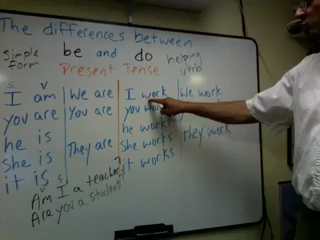 The differences between
simple form be and do helping verb
Present Tense
S V
I am We are I work We work
you are You are you work
he is he works
she is They are she works They work
it is it works
V S
Am I a teacher?
Are you a student?